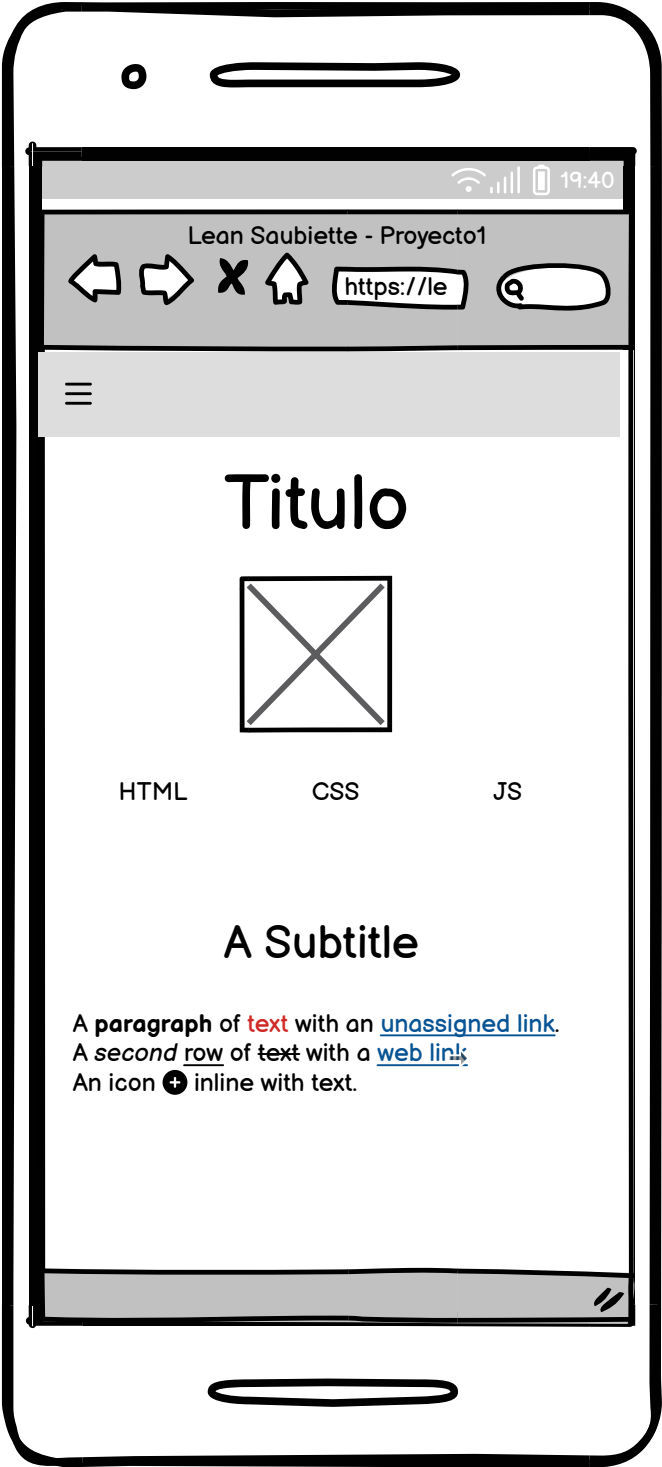 19:40
Lean Saubiette - Proyecto1
https://le
Titulo
HTML CSS JS
A Subtitle
A paragraph of text with an unassigned link.
A second row of text with a web link
An icon inline with text.